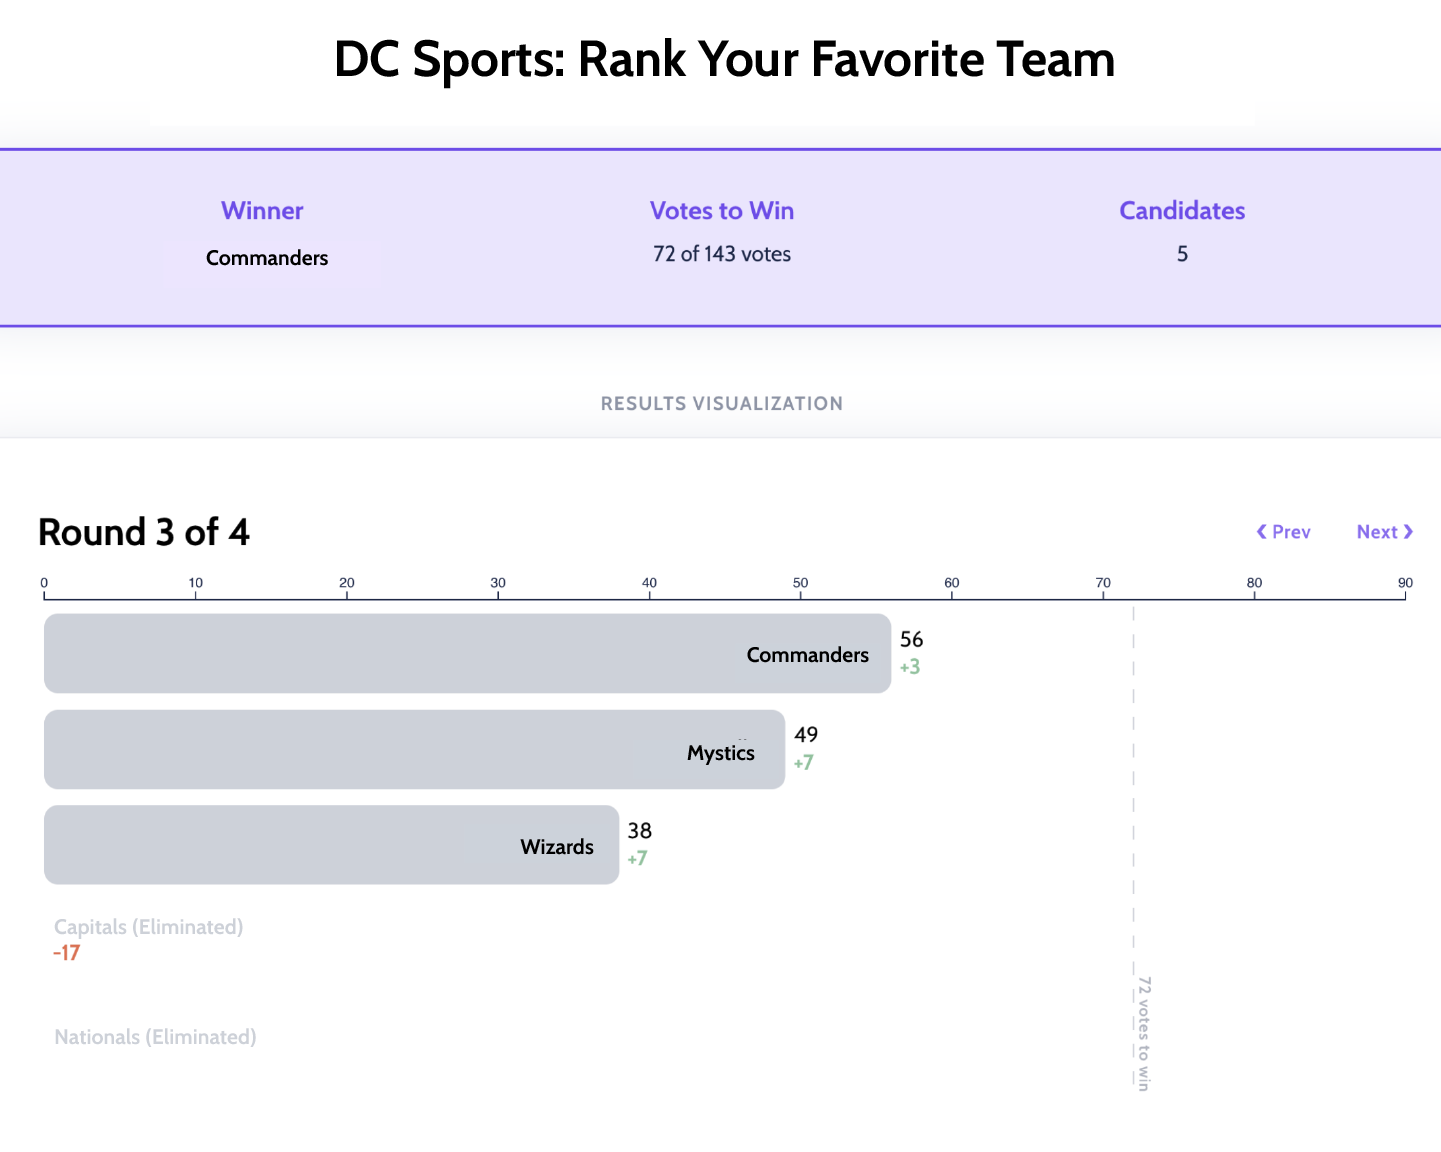 DC Sports: Rank Your Favorite Team
Winner
Commanders
Votes to Win
72 of 143 votes
Candidates
5
RESULTS VISUALIZATION
Round 3 of 4
❮ Prev
Next ❯
0 10 20 30 40 50 60 70 80 90
Commanders
56
+3
Mystics
49
+7
Wizards
38
+7
Capitals (Eliminated)
-17
Nationals (Eliminated)
72 votes to win